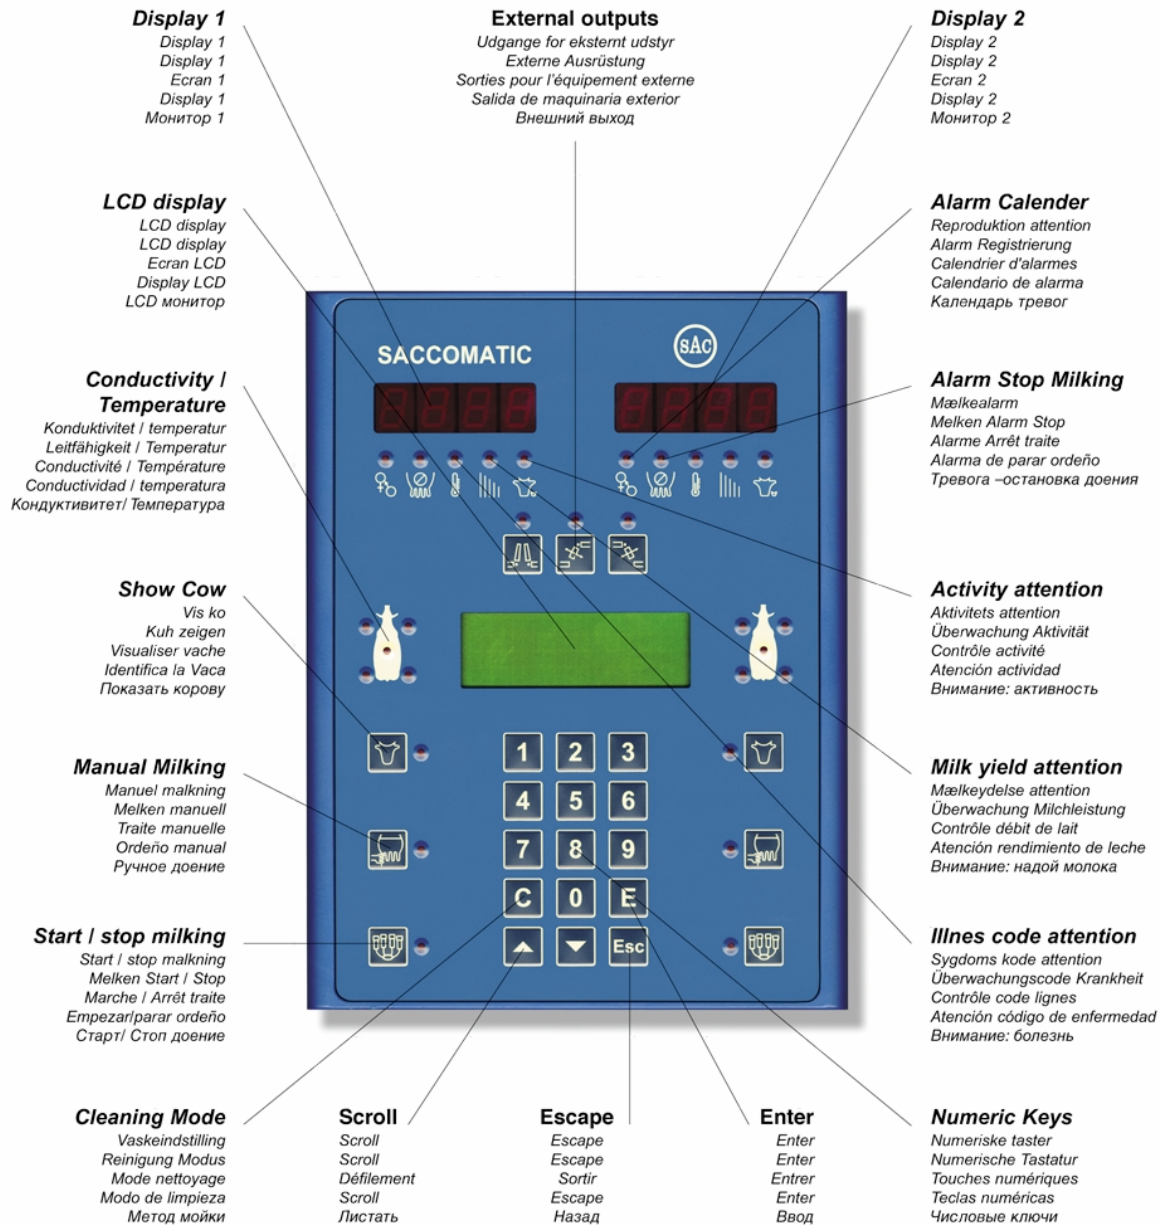 Display 1
Display 1
Display 1
Ecran 1
Display 1
Монитор 1
External outputs
Udgange for eksternt udstyr
Externe Ausrüstung
Sorties pour l'équipement externe
Salida de maquinaria exterior
Внешний выход
Display 2
Display 2
Display 2
Ecran 2
Display 2
Монитор 2
LCD display
LCD display
LCD display
Ecran LCD
Display LCD
LCD монитор
Alarm Calender
Reproduktion attention
Alarm Registrierung
Calendrier d'alarmes
Calendario de alarma
Календарь тревог
Conductivity /
Temperature
Konduktivitet / temperatur
Leitfähigkeit / Temperatur
Conductivité / Température
Conductividad / temperatura
Кондуктивитет/ Температура
Alarm Stop Milking
Mælkealarm
Melken Alarm Stop
Alarme Arrêt traite
Alarma de parar ordeño
Тревога –остановка доения
Show Cow
Vis ko
Kuh zeigen
Visualiser vache
Identifica la Vaca
Показать корову
Activity attention
Aktivitets attention
Überwachung Aktivität
Contrôle activité
Atención actividad
Внимание: активность
Manual Milking
Manuel malkning
Melken manuell
Traite manuelle
Ordeño manual
Ручное доение
Milk yield attention
Mælkeydelse attention
Überwachung Milchleistung
Contrôle débit de lait
Atención rendimiento de leche
Внимание: надой молока
Start / stop milking
Start / stop malkning
Melken Start / Stop
Marche / Arrêt traite
Empezar/parar ordeño
Старт/ Стоп доение
Illnes code attention
Sygdoms kode attention
Überwachungscode Krankheit
Contrôle code lignes
Atención código de enfermedad
Внимание: болезнь
SACCOMATIC
SAC
1 2 3
4 5 6
7 8 9
C 0 E
Esc
Cleaning Mode
Vaskeindstilling
Reinigung Modus
Mode nettoyage
Modo de limpieza
Метод мойки
Scroll
Scroll
Scroll
Défilement
Scroll
Листать
Escape
Escape
Escape
Sortir
Escape
Назад
Enter
Enter
Enter
Entrer
Enter
Ввод
Numeric Keys
Numeriske taster
Numerische Tastatur
Touches numériques
Teclas numéricas
Числовые ключи